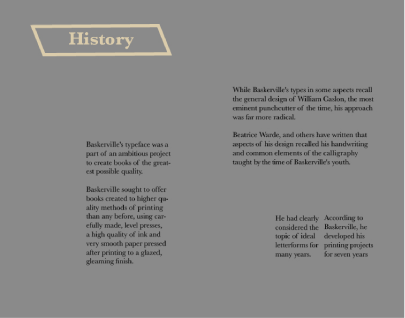 History
While Baskerville's types in some aspects recall
the general design of William Caslon, the most
eminent punchcutter of the time, his approach
was far more radical.
Beatrice Warde, and others have written that
aspects of his design recalled his handwriting
and common elements of the calligraphy
taught by the time of Baskerville's youth.
Baskerville's typeface was a
part of an ambitious project
to create books of the great-
est possible quality.
Baskerville sought to offer
books created to higher qu-
ality methods of printing
than any before, using car-
efully made, level presses,
a high quality of ink and
very smooth paper pressed
after printing to a glazed,
gleaming finish.
He had clearly
considered the
topic of ideal
letterforms for
many years.
According to
Baskerville, he
developed his
printing projects
for seven years